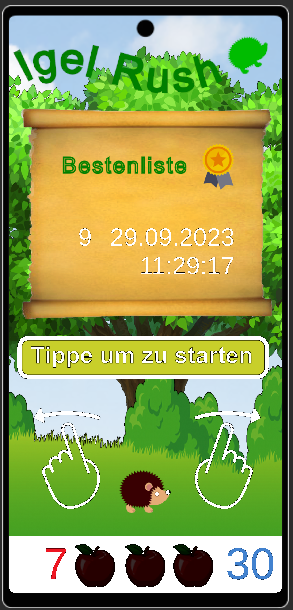 Igel Rush
Bestenliste
9 29.09.2023
11:29:17
Tippe um zu starten
7 30